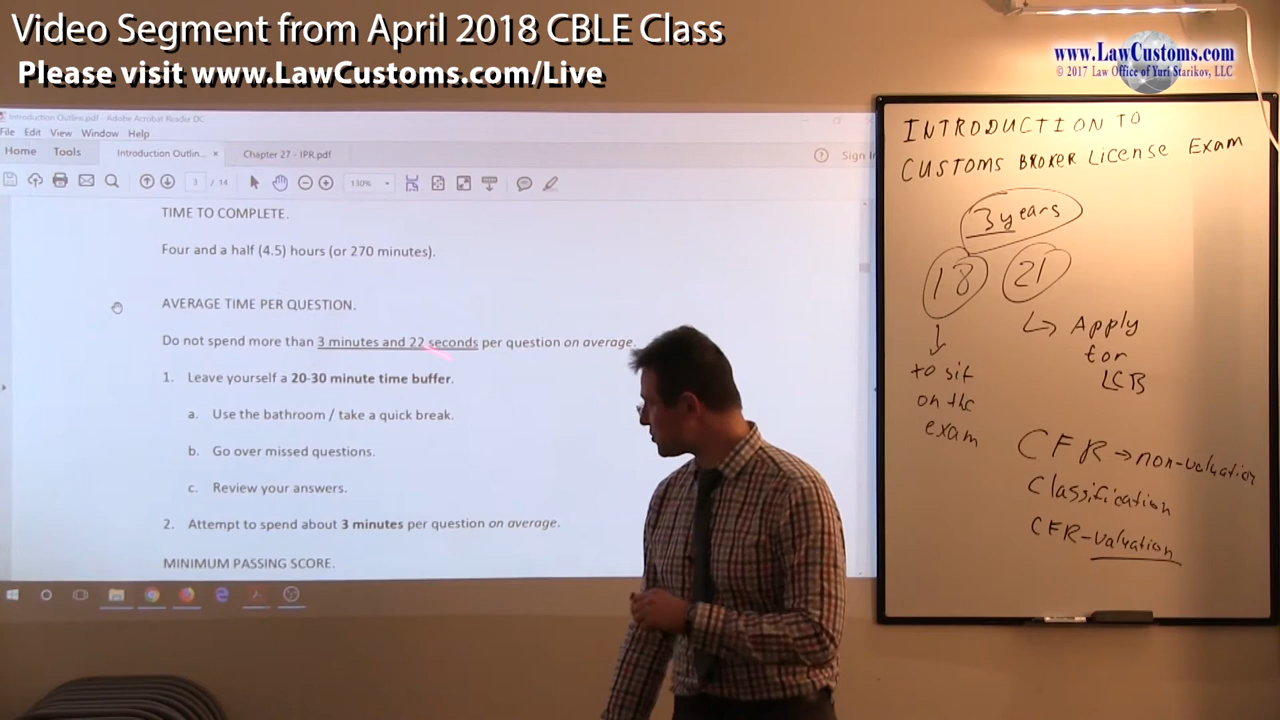 Video Segment from April 2018 CBLE Class
Please visit www.LawCustoms.com/Live
www.LawCustoms.com
© 2017 Law Office of Yuri Starikov, LLC
Introduction Outline.pdf - Adobe Acrobat Reader DC
File Edit View Window Help
Home Tools Introduction Outlin... × Chapter 27 - IPR.pdf Sign In
3 / 14 130%
TIME TO COMPLETE.
Four and a half (4.5) hours (or 270 minutes).
AVERAGE TIME PER QUESTION.
Do not spend more than 3 minutes and 22 seconds per question on average.
1. Leave yourself a 20-30 minute time buffer.
a. Use the bathroom / take a quick break.
b. Go over missed questions.
c. Review your answers.
2. Attempt to spend about 3 minutes per question on average.
MINIMUM PASSING SCORE.
INTRODUCTION TO
CUSTOMS BROKER LICENSE EXAM
3 years
18 21
↳ Apply
for
LCB
to sit
on the
exam
CFR → non-valuation
Classification
CFR-valuation